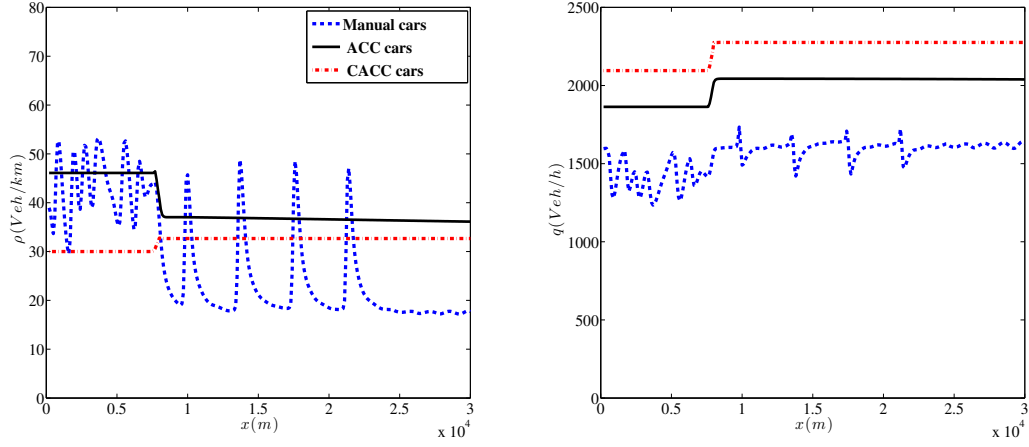 80
70
60
50
40
30
20
10
0
ρ(Veh/km)
Manual cars
ACC cars
CACC cars
0 0.5 1 1.5 2 2.5 3
x(m)
x 10^4
2500
2000
1500
1000
500
0
q(Veh/h)
0 0.5 1 1.5 2 2.5 3
x(m)
x 10^4